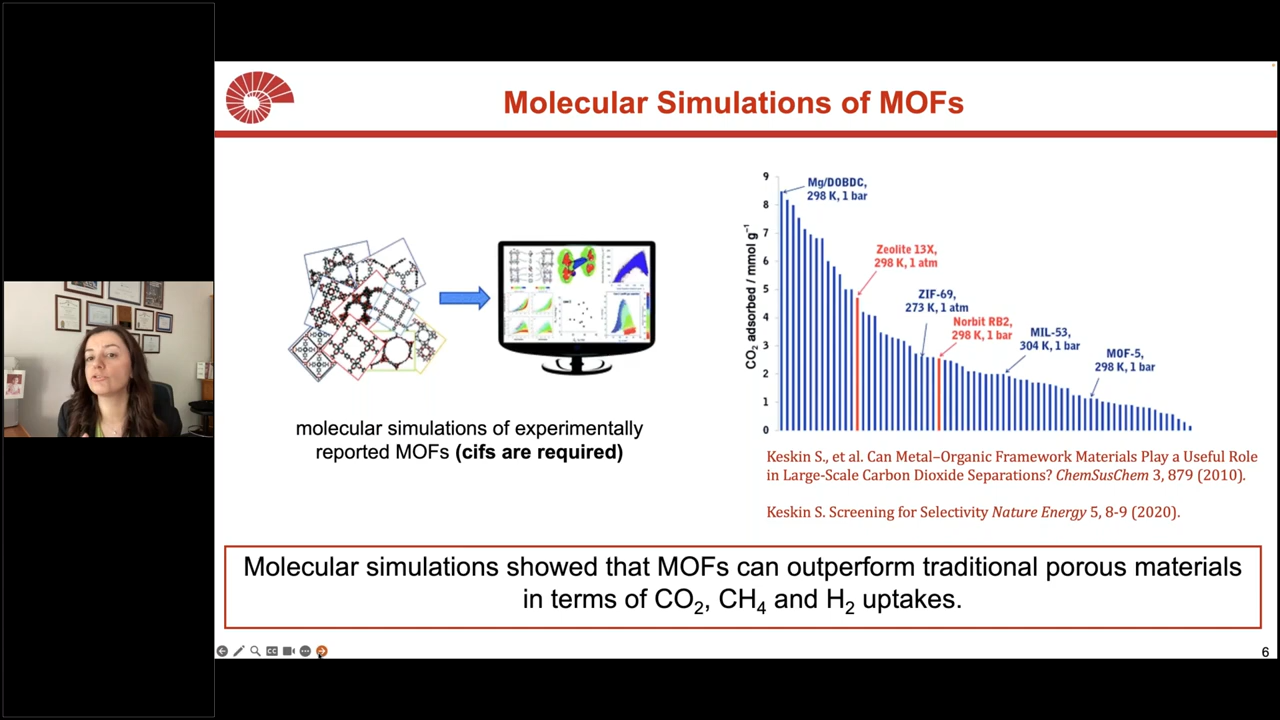 Molecular Simulations of MOFs
molecular simulations of experimentally
reported MOFs (cifs are required)
CO2 adsorbed / mmol g⁻¹
9
8
7
6
5
4
3
2
1
0
Mg/DOBDC,
298 K, 1 bar
Zeolite 13X,
298 K, 1 atm
ZIF-69,
273 K, 1 atm
Norbit RB2,
298 K, 1 bar
MIL-53,
304 K, 1 bar
MOF-5,
298 K, 1 bar
Keskin S., et al. Can Metal–Organic Framework Materials Play a Useful Role
in Large-Scale Carbon Dioxide Separations? ChemSusChem 3, 879 (2010).
Keskin S. Screening for Selectivity Nature Energy 5, 8-9 (2020).
Molecular simulations showed that MOFs can outperform traditional porous materials
in terms of CO2, CH4 and H2 uptakes.
CC
6